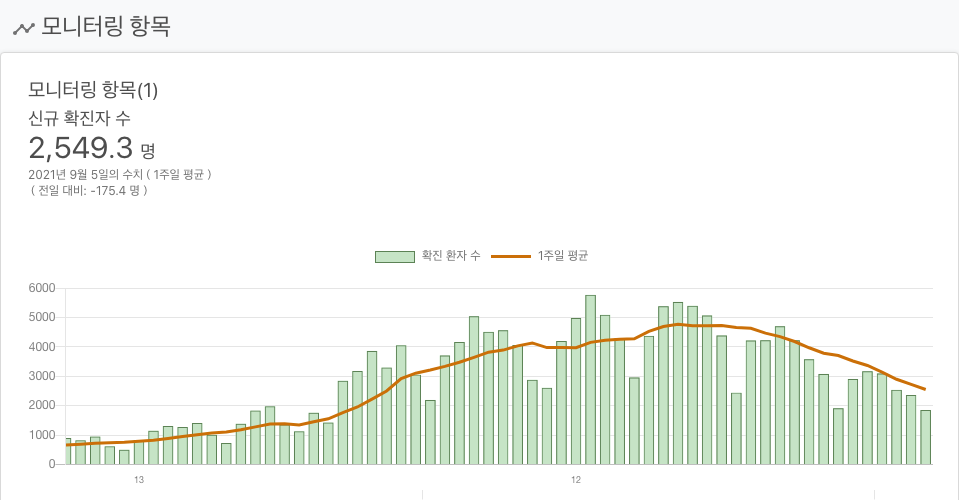 모니터링 항목
모니터링 항목(1)
신규 확진자 수
2,549.3 명
2021년 9월 5일의 수치 ( 1주일 평균 )
( 전일 대비: -175.4 명 )
확진 환자 수 1주일 평균
6000
5000
4000
3000
2000
1000
0
13 12